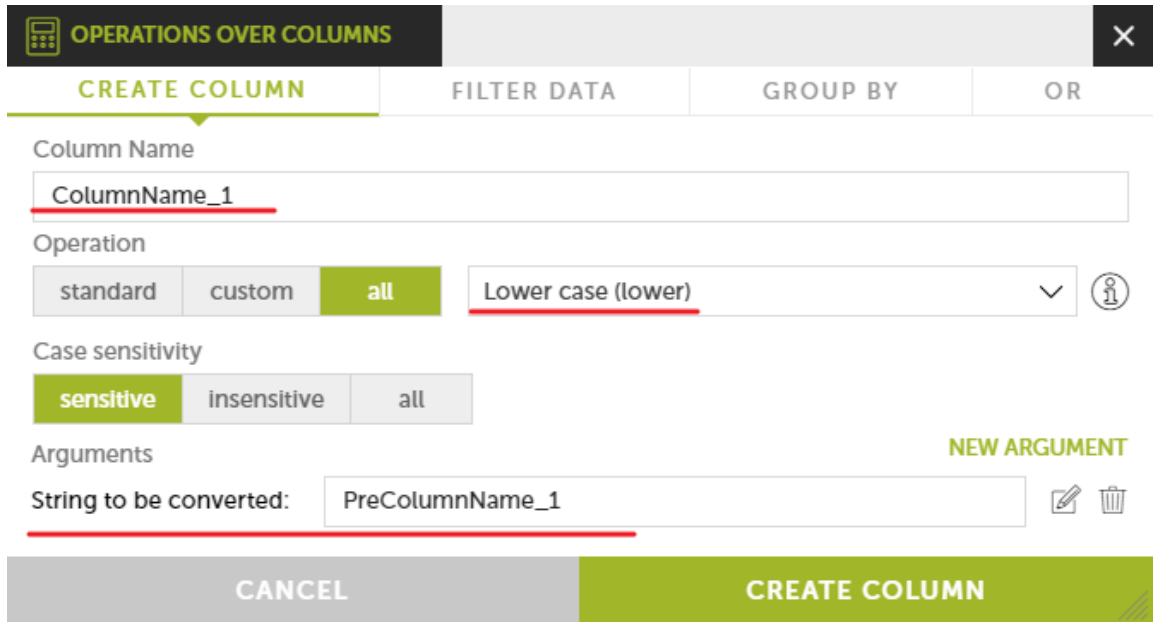 OPERATIONS OVER COLUMNS
CREATE COLUMN FILTER DATA GROUP BY OR
Column Name
ColumnName_1
Operation
standard custom all Lower case (lower)
Case sensitivity
sensitive insensitive all
Arguments NEW ARGUMENT
String to be converted: PreColumnName_1
CANCEL CREATE COLUMN